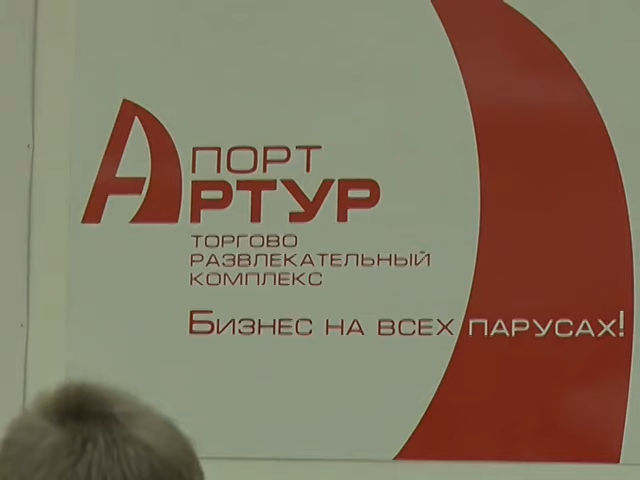 ПОРТ
АРТУР
ТОРГОВО
РАЗВЛЕКАТЕЛЬНЫЙ
КОМПЛЕКС
БИЗНЕС НА ВСЕХ ПАРУСАХ!